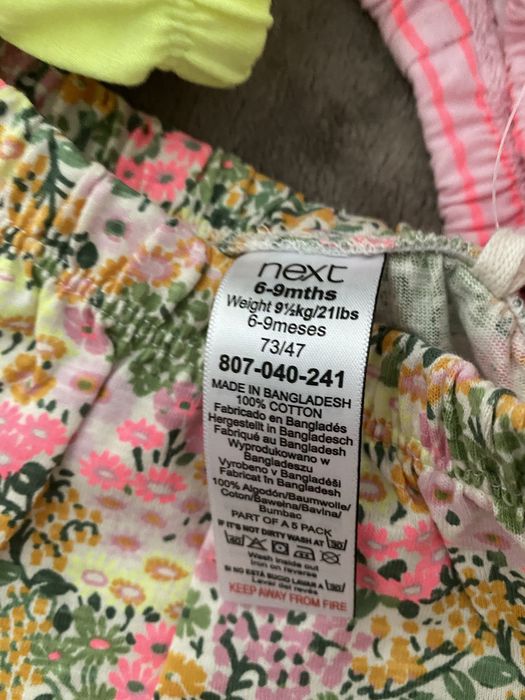 next
6-9mths
Weight 9½kg/21lbs
6-9meses
73/47
807-040-241
MADE IN BANGLADESH
100% COTTON
Fabricado en Bangladés
Hergestellt in Bangladesch
Fabriqué au Bangladesh
Wyprodukowano w
Bangladeszu
Vyrobeno v Bangladéši
Fabricat în Bangladesh
100% Algodón/Baumwolle/
Coton/Bawełna/Bavlna/
Bumbac
PART OF A 5 PACK
IF IT'S NOT DIRTY WASH AT 30
30
Wash inside out
Iron on reverse
SI NO ESTÁ SUCIO LAVAR A 30
Lavar del revés
KEEP AWAY FROM FIRE